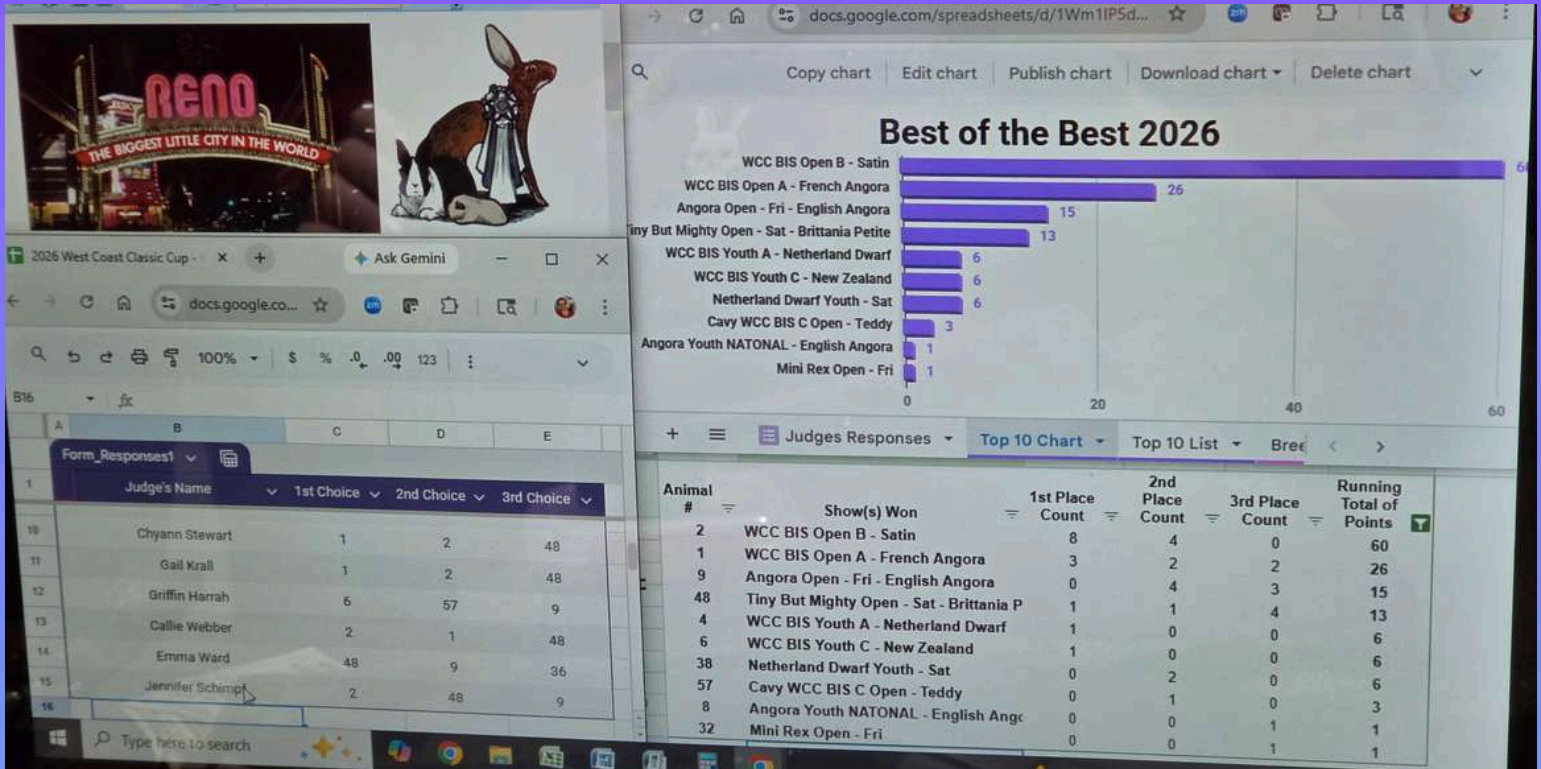 RENO
THE BIGGEST LITTLE CITY IN THE WORLD
2026 West Coast Classic Cup -
Ask Gemini
docs.google.co...
zm
100%
$ % .0 .00 123
B16
fx
A B C D E
Form_Responses1
1 Judge's Name 1st Choice 2nd Choice 3rd Choice
10 Chyann Stewart 1 2 48
11 Gail Krall 1 2 48
12 Griffin Harrah 6 57 9
13 Callie Webber 2 1 48
14 Emma Ward 48 9 36
15 Jennifer Schimpf 2 48 9
16
Type here to search
docs.google.com/spreadsheets/d/1Wm1IP5d...
zm
Copy chart Edit chart Publish chart Download chart Delete chart
Best of the Best 2026
WCC BIS Open B - Satin
WCC BIS Open A - French Angora 26
Angora Open - Fri - English Angora 15
iny But Mighty Open - Sat - Brittania Petite 13
WCC BIS Youth A - Netherland Dwarf 6
WCC BIS Youth C - New Zealand 6
Netherland Dwarf Youth - Sat 6
Cavy WCC BIS C Open - Teddy 3
Angora Youth NATONAL - English Angora 1
Mini Rex Open - Fri 1
0 20 40 60
Judges Responses Top 10 Chart Top 10 List Bree
Animal # Show(s) Won 1st Place Count 2nd Place Count 3rd Place Count Running Total of Points
2 WCC BIS Open B - Satin 8 4 0 60
1 WCC BIS Open A - French Angora 3 2 2 26
9 Angora Open - Fri - English Angora 0 4 3 15
48 Tiny But Mighty Open - Sat - Brittania P 1 1 4 13
4 WCC BIS Youth A - Netherland Dwarf 1 0 0 6
6 WCC BIS Youth C - New Zealand 1 0 0 6
38 Netherland Dwarf Youth - Sat 0 2 0 6
57 Cavy WCC BIS C Open - Teddy 0 1 0 3
8 Angora Youth NATONAL - English Ango 0 0 1 1
32 Mini Rex Open - Fri 0 0 1 1